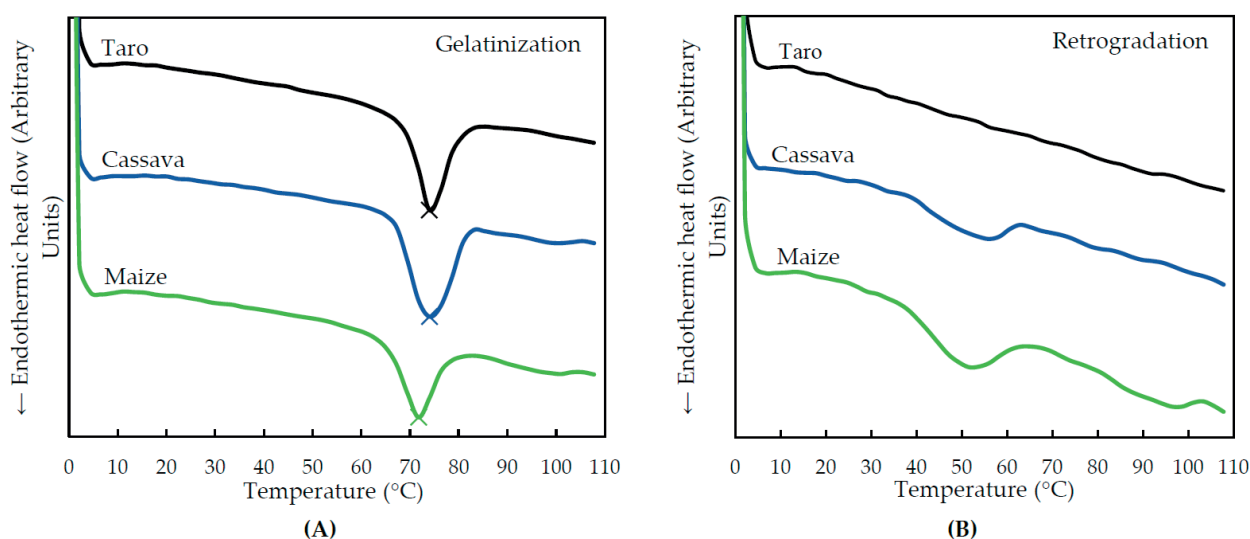 Gelatinization
Taro
Cassava
Maize
← Endothermic heat flow (Arbitrary
Units)
0 10 20 30 40 50 60 70 80 90 100 110
Temperature (°C)
(A)
Retrogradation
Taro
Cassava
Maize
← Endothermic heat flow (Arbitrary
Units)
0 10 20 30 40 50 60 70 80 90 100 110
Temperature (°C)
(B)